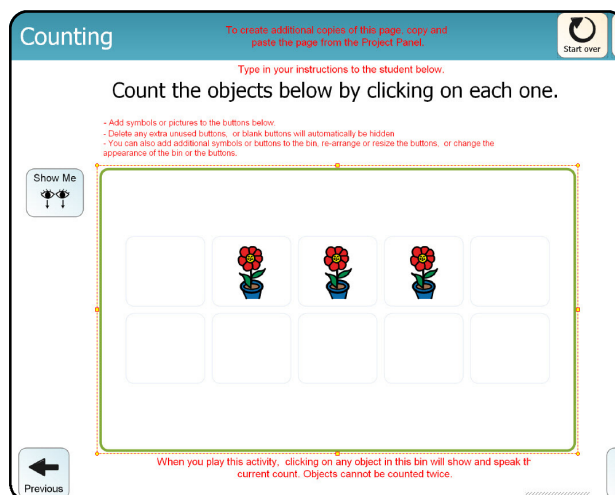 Counting
To create additional copies of this page, copy and
paste the page from the Project Panel.
Start over
Type in your instructions to the student below.
Count the objects below by clicking on each one.
- Add symbols or pictures to the buttons below.
- Delete any extra unused buttons, or blank buttons will automatically be hidden
- You can also add additional symbols or buttons to the bin, re-arrange or resize the buttons, or change the
appearance of the bin or the buttons.
Show Me
When you play this activity, clicking on any object in this bin will show and speak th
current count. Objects cannot be counted twice.
Previous